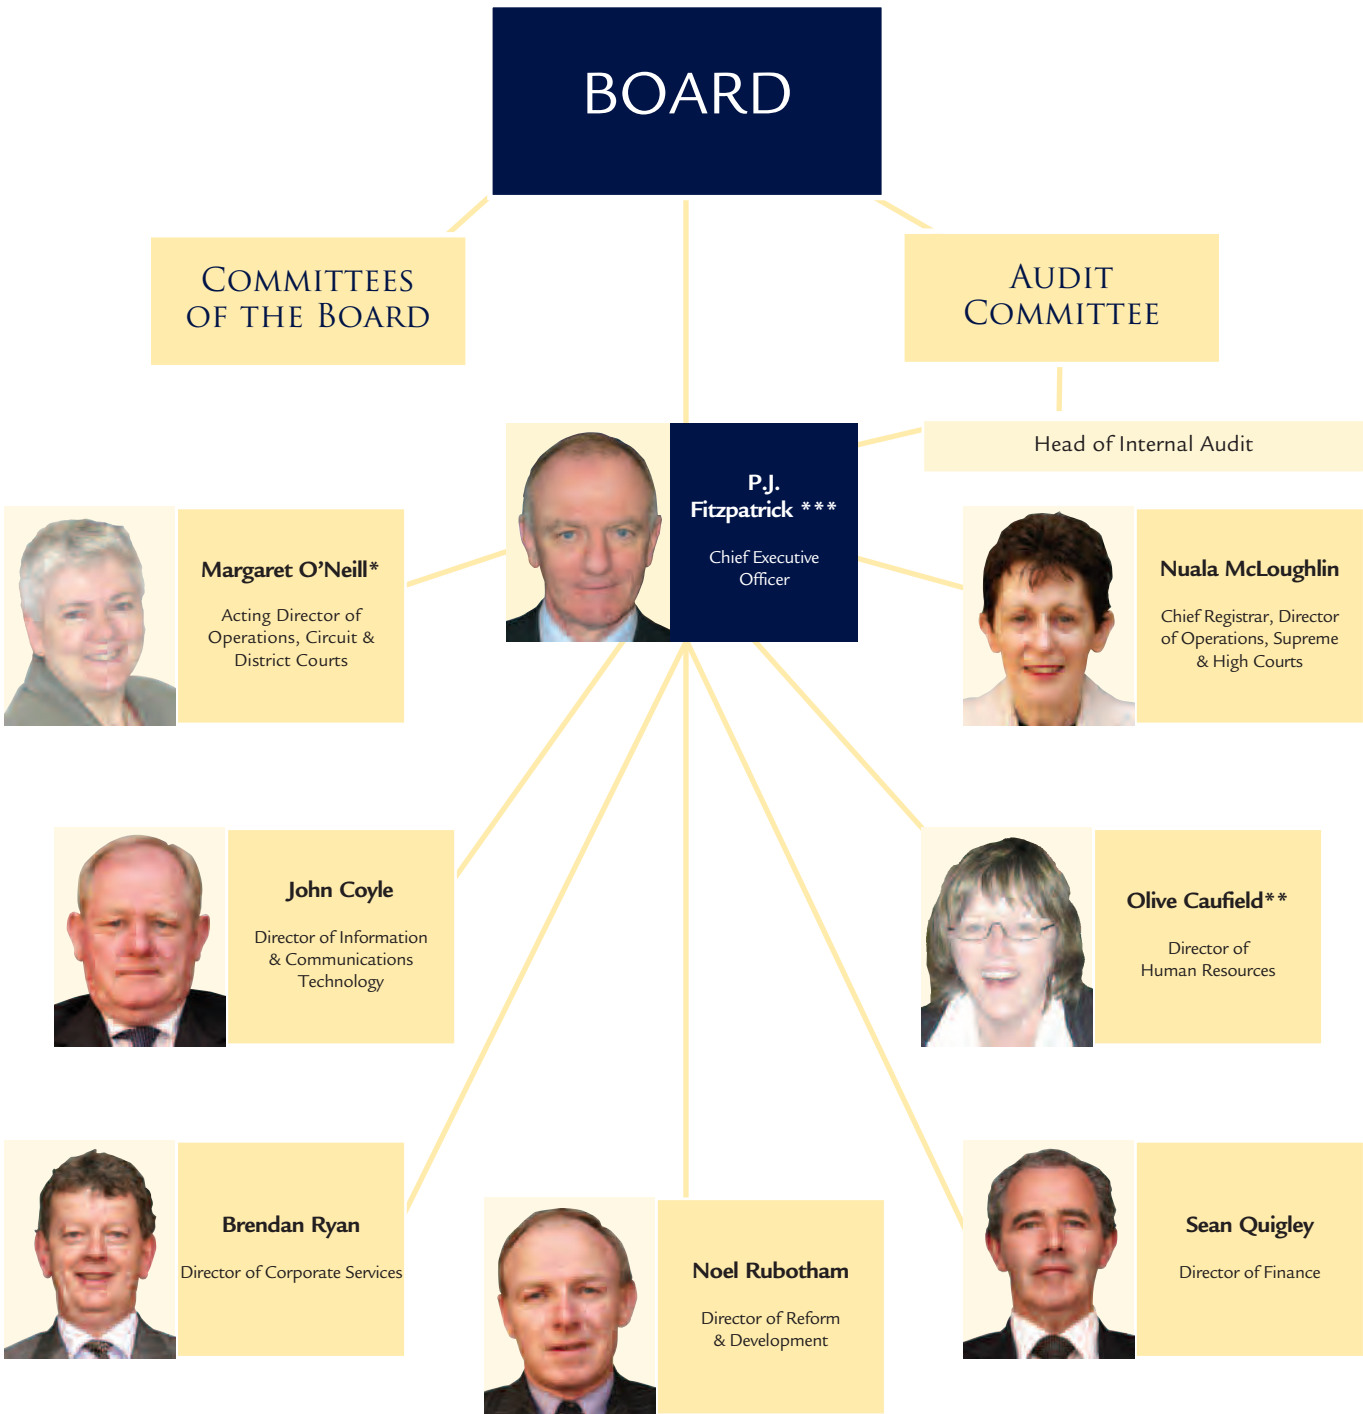 BOARD
COMMITTEES
OF THE BOARD
AUDIT
COMMITTEE
Head of Internal Audit
P.J.
Fitzpatrick ***
Chief Executive
Officer
Margaret O’Neill*
Acting Director of
Operations, Circuit &
District Courts
Nuala McLoughlin
Chief Registrar, Director
of Operations, Supreme
& High Courts
John Coyle
Director of Information
& Communications
Technology
Olive Caufield**
Director of
Human Resources
Brendan Ryan
Director of Corporate Services
Noel Rubotham
Director of Reform
& Development
Sean Quigley
Director of Finance